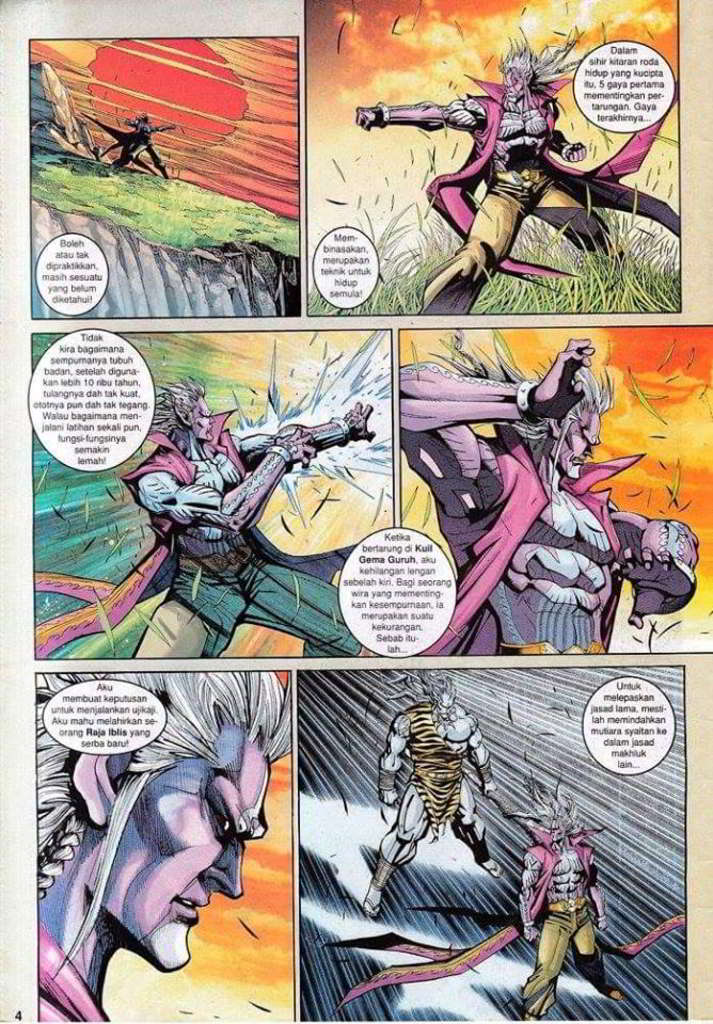 Boleh
atau tak
dipraktikkan,
masih sesuatu
yang belum
diketahui!
Dalam
sihir kitaran roda
hidup yang kucipta
itu, 5 gaya pertama
mementingkan per-
tarungan. Gaya
terakhirnya...
Mem-
binasakan,
merupakan
teknik untuk
hidup
semula!
Tidak
kira bagaimana
sempurnanya tubuh
badan, setelah diguna-
kan lebih 10 ribu tahun,
tulangnya dah tak kuat,
ototnya pun dah tak tegang.
Walau bagaimana men-
jalani latihan sekali pun,
fungsi-fungsinya
semakin
lemah!
Ketika
bertarung di Kuil
Gema Guruh, aku
kehilangan lengan
sebelah kiri. Bagi seorang
wira yang mementing-
kan kesempurnaan, ia
merupakan suatu
kekurangan.
Sebab itu-
lah...
Aku
membuat keputusan
untuk menjalankan ujikaji.
Aku mahu melahirkan se-
orang Raja Iblis yang
serba baru!
Untuk
melepaskan
jasad lama, mesti-
lah memindahkan
mutiara syaitan ke
dalam jasad
makhluk
lain...
4